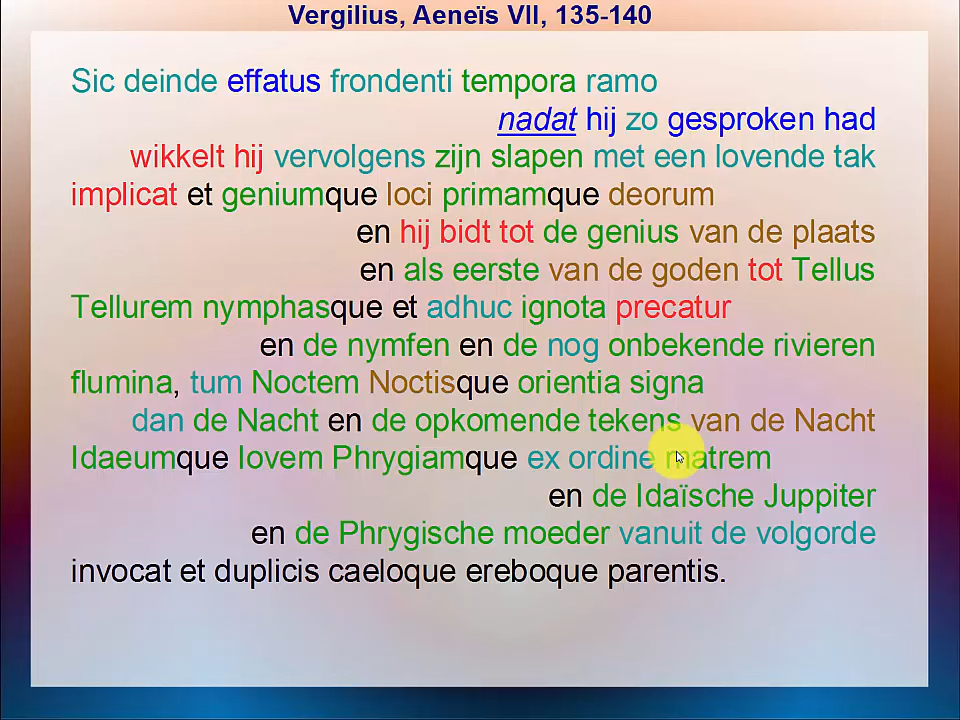 Vergilius, Aeneïs VII, 135-140
Sic deinde effatus frondenti tempora ramo
nadat hij zo gesproken had
wikkelt hij vervolgens zijn slapen met een lovende tak
implicat et geniumque loci primamque deorum
en hij bidt tot de genius van de plaats
en als eerste van de goden tot Tellus
Tellurem nymphasque et adhuc ignota precatur
en de nymfen en de nog onbekende rivieren
flumina, tum Noctem Noctisque orientia signa
dan de Nacht en de opkomende tekens van de Nacht
Idaeumque Iovem Phrygiamque ex ordine matrem
en de Idaïsche Juppiter
en de Phrygische moeder vanuit de volgorde
invocat et duplicis caeloque ereboque parentis.